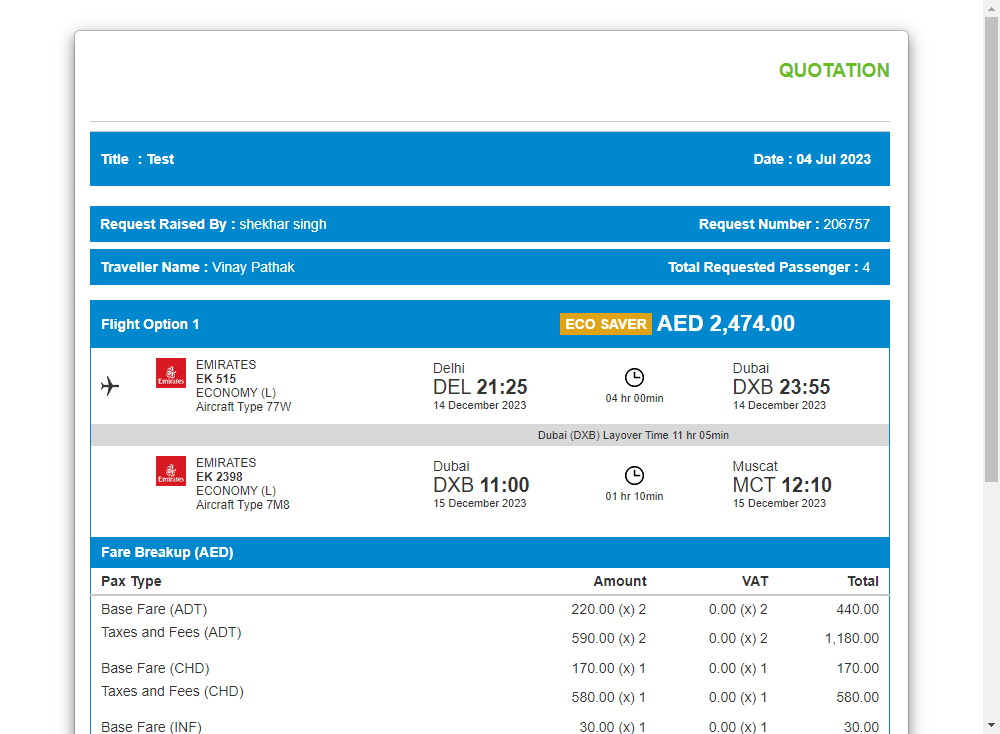 QUOTATION
Title : Test Date : 04 Jul 2023
Request Raised By : shekhar singh Request Number : 206757
Traveller Name : Vinay Pathak Total Requested Passenger : 4
Flight Option 1 ECO SAVER AED 2,474.00
Emirates
EMIRATES
EK 515
ECONOMY (L)
Aircraft Type 77W
Delhi
DEL 21:25
14 December 2023
04 hr 00min
Dubai
DXB 23:55
14 December 2023
Dubai (DXB) Layover Time 11 hr 05min
Emirates
EMIRATES
EK 2398
ECONOMY (L)
Aircraft Type 7M8
Dubai
DXB 11:00
15 December 2023
01 hr 10min
Muscat
MCT 12:10
15 December 2023
Fare Breakup (AED)
Pax Type Amount VAT Total
Base Fare (ADT) 220.00 (x) 2 0.00 (x) 2 440.00
Taxes and Fees (ADT) 590.00 (x) 2 0.00 (x) 2 1,180.00
Base Fare (CHD) 170.00 (x) 1 0.00 (x) 1 170.00
Taxes and Fees (CHD) 580.00 (x) 1 0.00 (x) 1 580.00
Base Fare (INF) 30.00 (x) 1 0.00 (x) 1 30.00